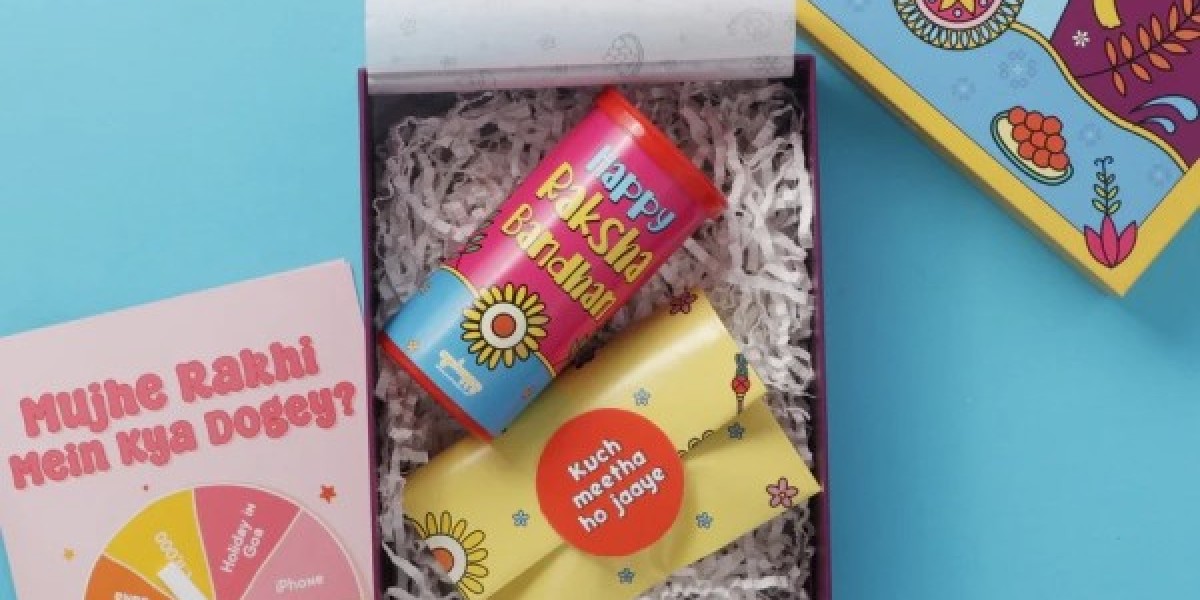 Happy
Raksha
Bandhan
Kuch
meetha
ho jaaye
Mujhe Rakhi
Mein Kya Dogey?
Holiday in
Goa
iPhone